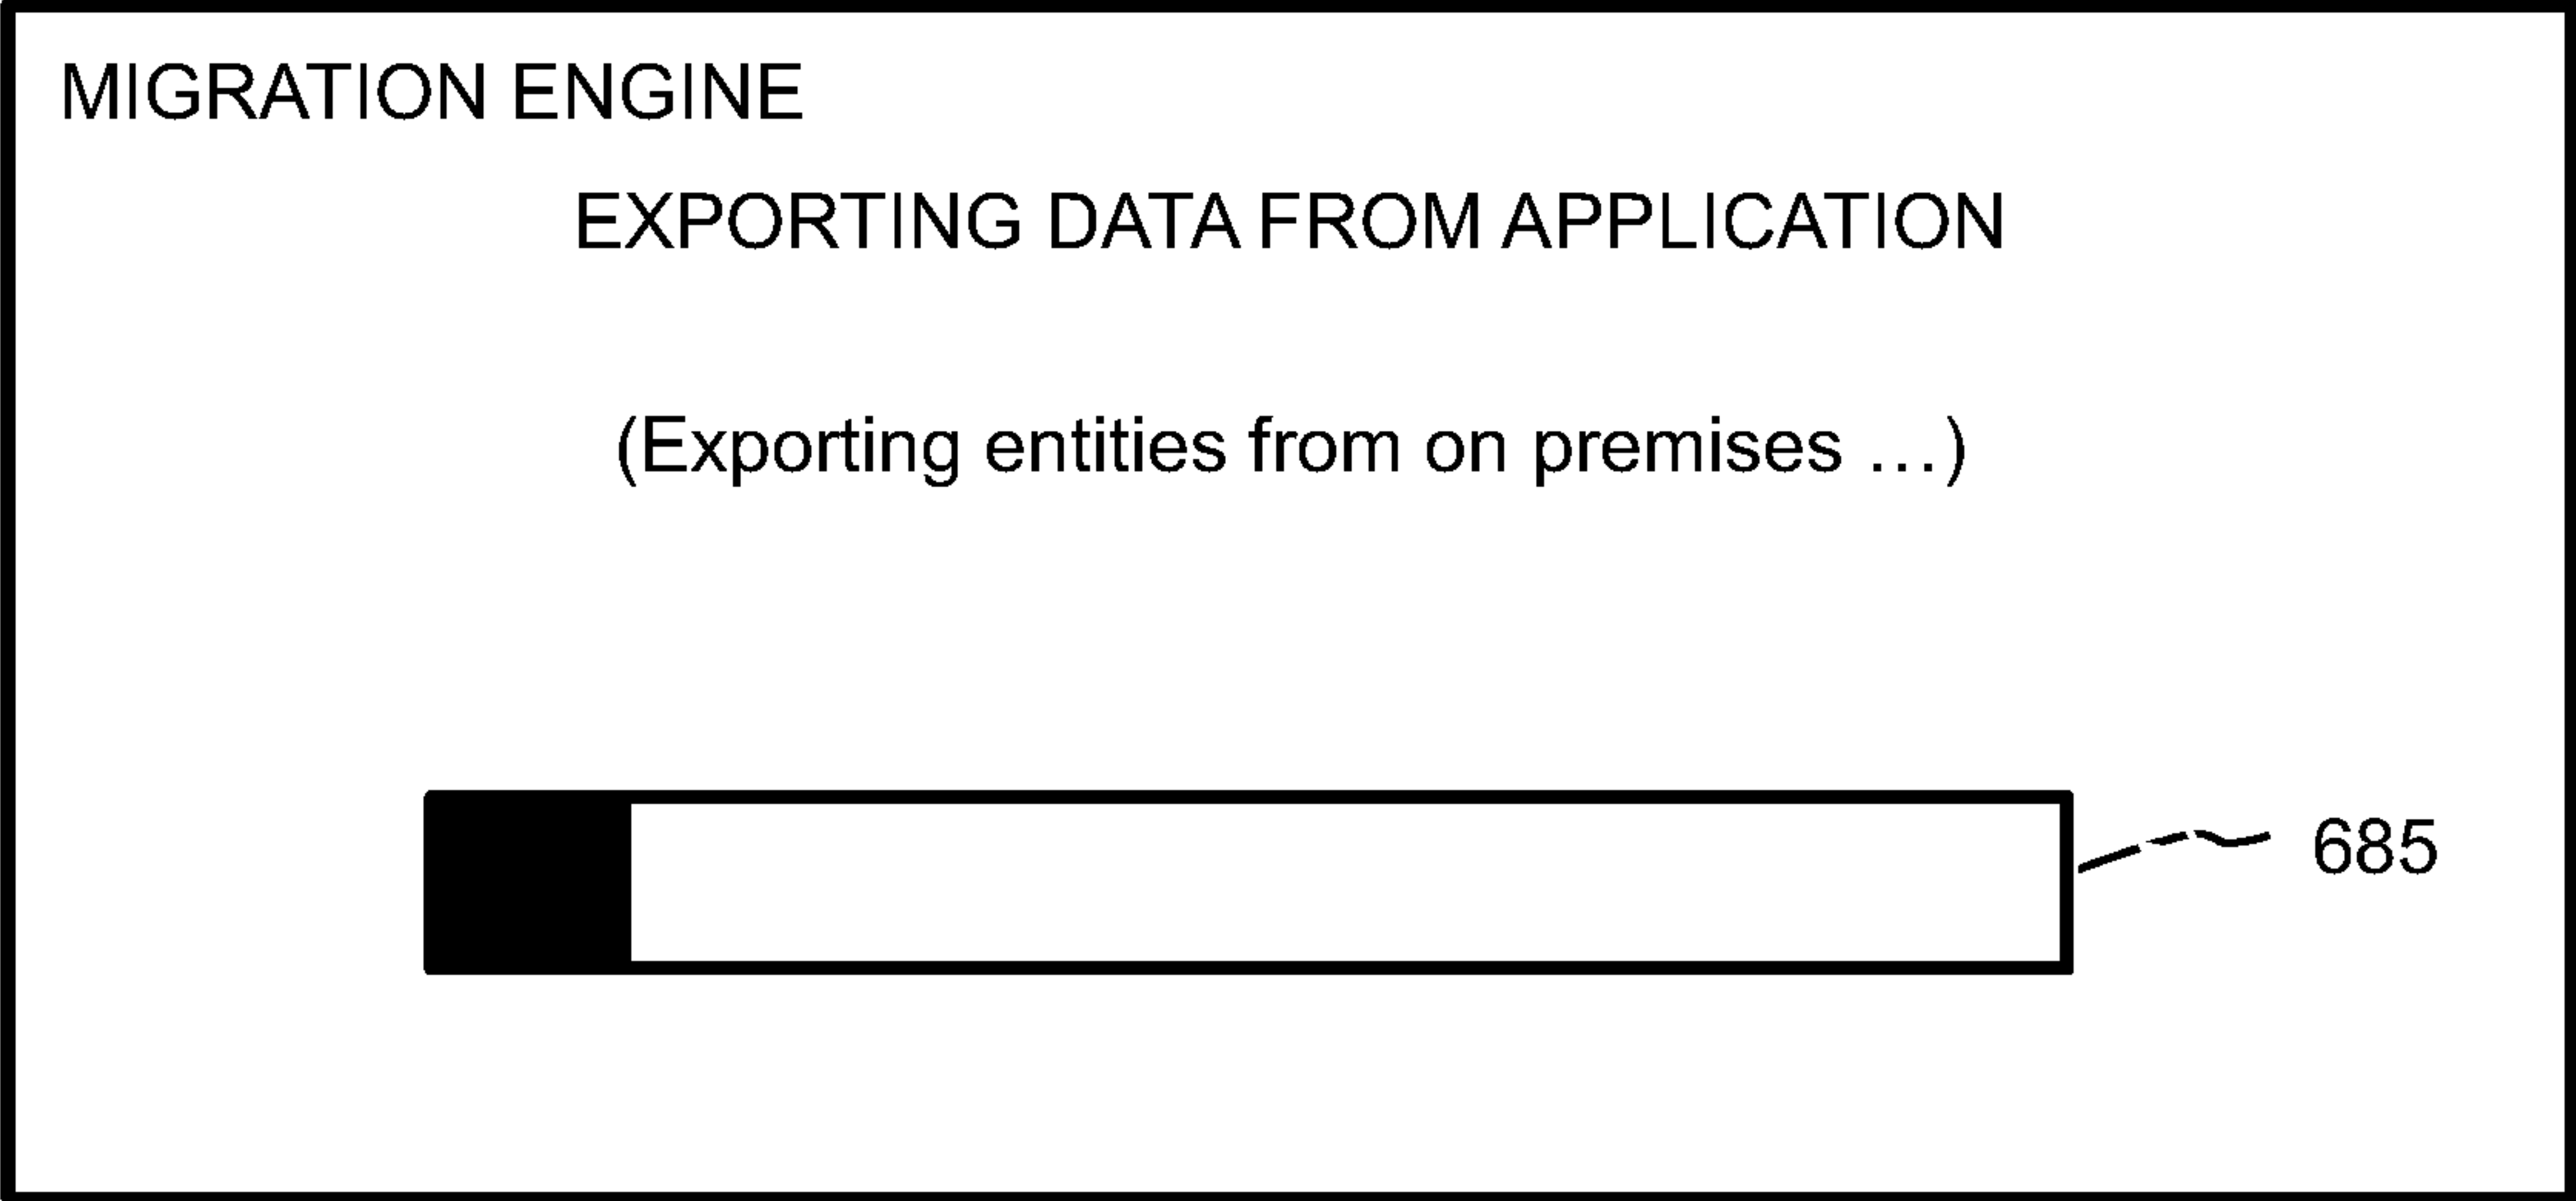 MIGRATION ENGINE
EXPORTING DATA FROM APPLICATION
(Exporting entities from on premises ...)
685